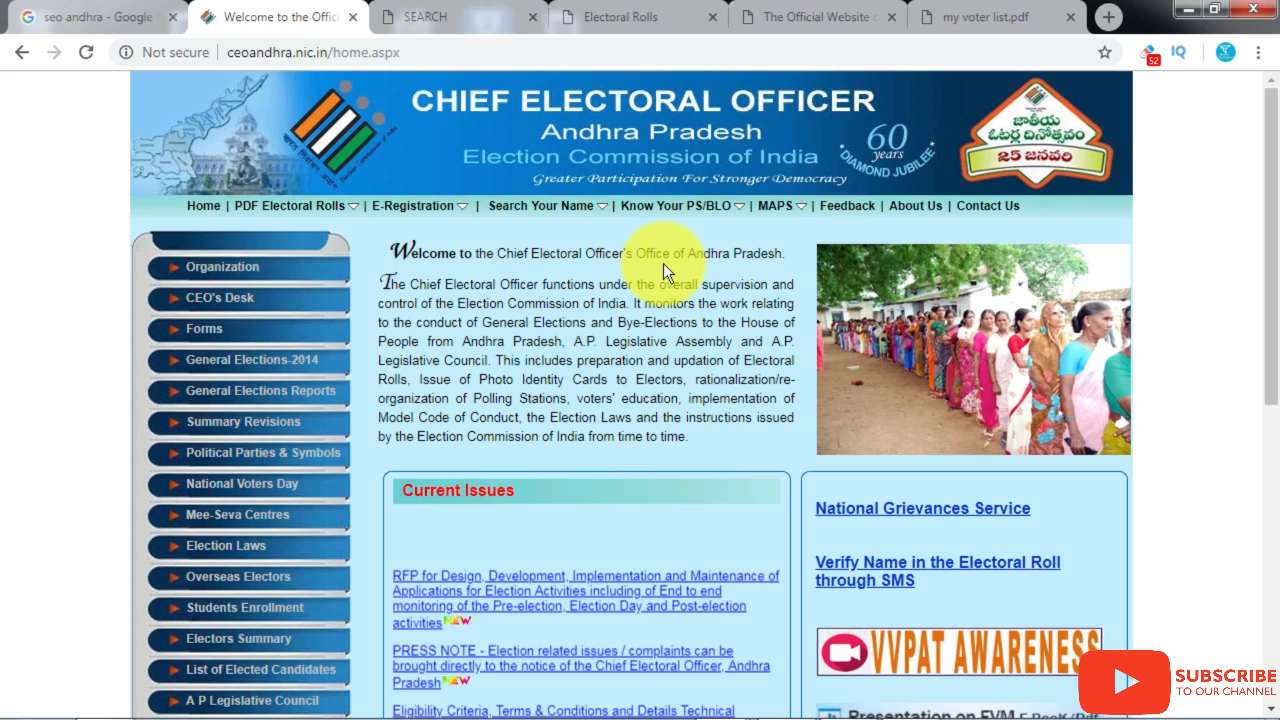 seo andhra - Google
Welcome to the Offic
SEARCH
Electoral Rolls
The Official Website
my voter list.pdf
Not secure
ceoandhra.nic.in/home.aspx
52
IQ
CHIEF ELECTORAL OFFICER
Andhra Pradesh
Election Commission of India
Greater Participation For Stronger Democracy
60
years
DIAMOND JUBILEE
జాతీయ
ఓటర్ల దినోత్సవం
25 జనవరి
Home | PDF Electoral Rolls | E-Registration | Search Your Name | Know Your PS/BLO | MAPS | Feedback | About Us | Contact Us
Organization
CEO's Desk
Forms
General Elections-2014
General Elections Reports
Summary Revisions
Political Parties & Symbols
National Voters Day
Mee-Seva Centres
Election Laws
Overseas Electors
Students Enrollment
Electors Summary
List of Elected Candidates
A P Legislative Council
Welcome to the Chief Electoral Officer's Office of Andhra Pradesh.
The Chief Electoral Officer functions under the overall supervision and
control of the Election Commission of India. It monitors the work relating
to the conduct of General Elections and Bye-Elections to the House of
People from Andhra Pradesh, A.P. Legislative Assembly and A.P.
Legislative Council. This includes preparation and update of Electoral
Rolls, Issue of Photo Identity Cards to Electors, rationalization/re-
organization of Polling Stations, voters' education, implementation of
Model Code of Conduct, the Election Laws and the instructions issued
by the Election Commission of India from time to time.
Current Issues
RFP for Design, Development, Implementation and Maintenance of
Applications for Election Activities including of End to end
monitoring of the Pre-election, Election Day and Post-election
activities NEW
PRESS NOTE - Election related issues / complaints can be
brought directly to the notice of the Chief Electoral Officer, Andhra
Pradesh NEW
Eligibility Criteria, Terms & Conditions and Details Technical
National Grievances Service
Verify Name in the Electoral Roll
through SMS
VVPAT AWARENESS
Presentation on EVM E-BooK/Pdf
SUBSCRIBE
TO OUR CHANNEL